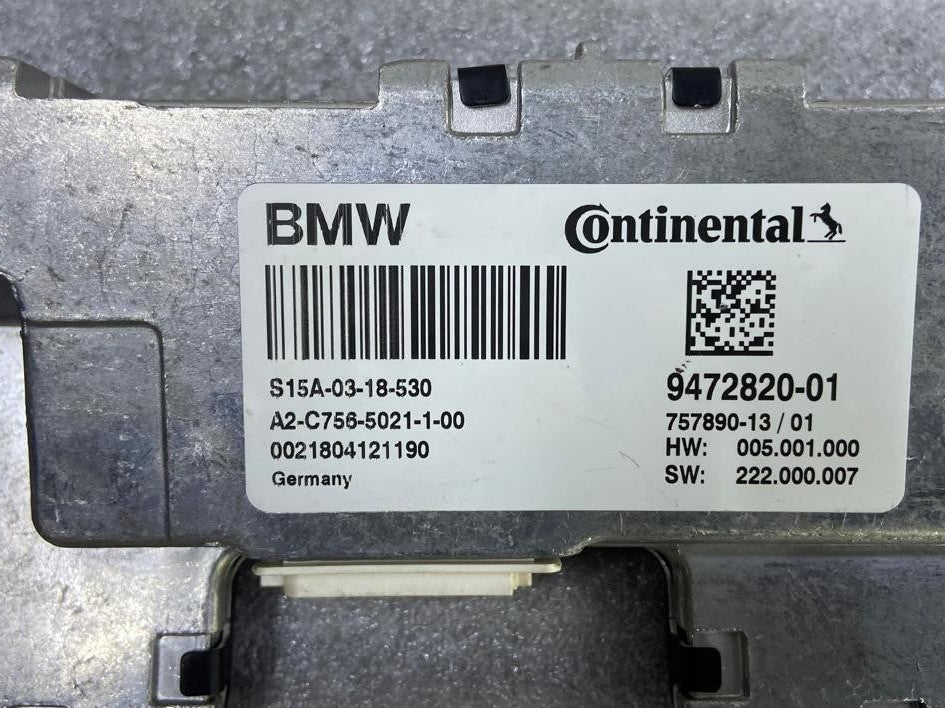 BMW
Continental
S15A-03-18-530
A2-C756-5021-1-00
0021804121190
Germany
9472820-01
757890-13 / 01
HW: 005.001.000
SW: 222.000.007